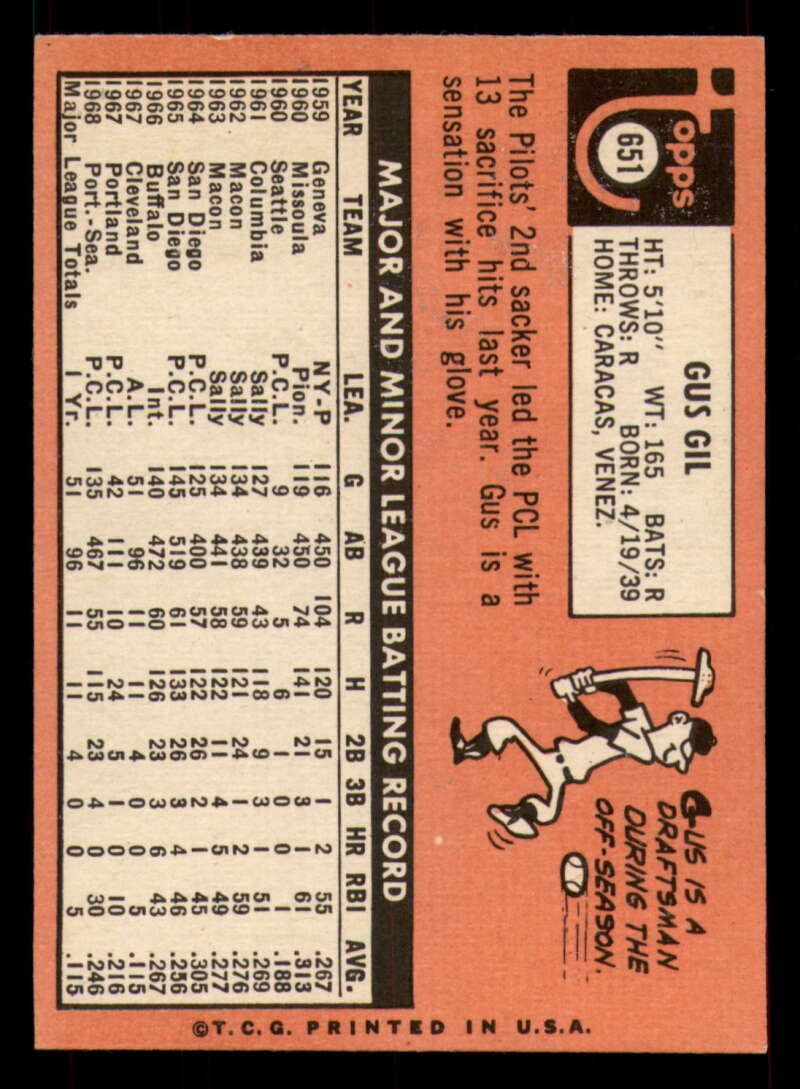 Topps
651
GUS GIL
HT: 5'10" WT: 165 BATS: R
THROWS: R BORN: 4/19/39
HOME: CARACAS, VENEZ.
GUS IS A
DRAFTSMAN
DURING THE
OFF-SEASON.
The Pilots' 2nd sacker led the PCL with
13 sacrifice hits last year. Gus is a
sensation with his glove.
MAJOR AND MINOR LEAGUE BATTING RECORD
YEAR TEAM LEA. G AB R H 2B 3B HR RBI AVG.
1959 Geneva NY-P 116 450 104 120 15 1 2 55 .267
1960 Missoula Pion. 119 450 74 141 21 3 1 61 .313
1960 Seattle P.C.L. 9 32 5 6 1 0 1 1 .188
1961 Columbia Sally 127 439 43 118 9 3 1 51 .269
1962 Macon Sally 134 438 59 121 24 1 2 59 .276
1963 Macon Sally 134 441 58 122 11 4 5 49 .277
1964 San Diego P.C.L. 125 400 57 122 26 2 1 45 .305
1965 San Diego P.C.L. 145 519 61 133 26 3 4 46 .256
1966 Buffalo Int. 140 472 60 126 23 3 6 43 .267
1967 Cleveland A.L. 51 96 11 11 4 0 0 5 .115
1967 Portland P.C.L. 42 111 10 24 5 1 0 10 .216
1968 Port.-Sea. P.C.L. 135 467 55 115 23 4 0 30 .246
Major League Totals 1 Yr. 51 96 11 11 4 0 0 5 .115
©T.C.G. PRINTED IN U.S.A.